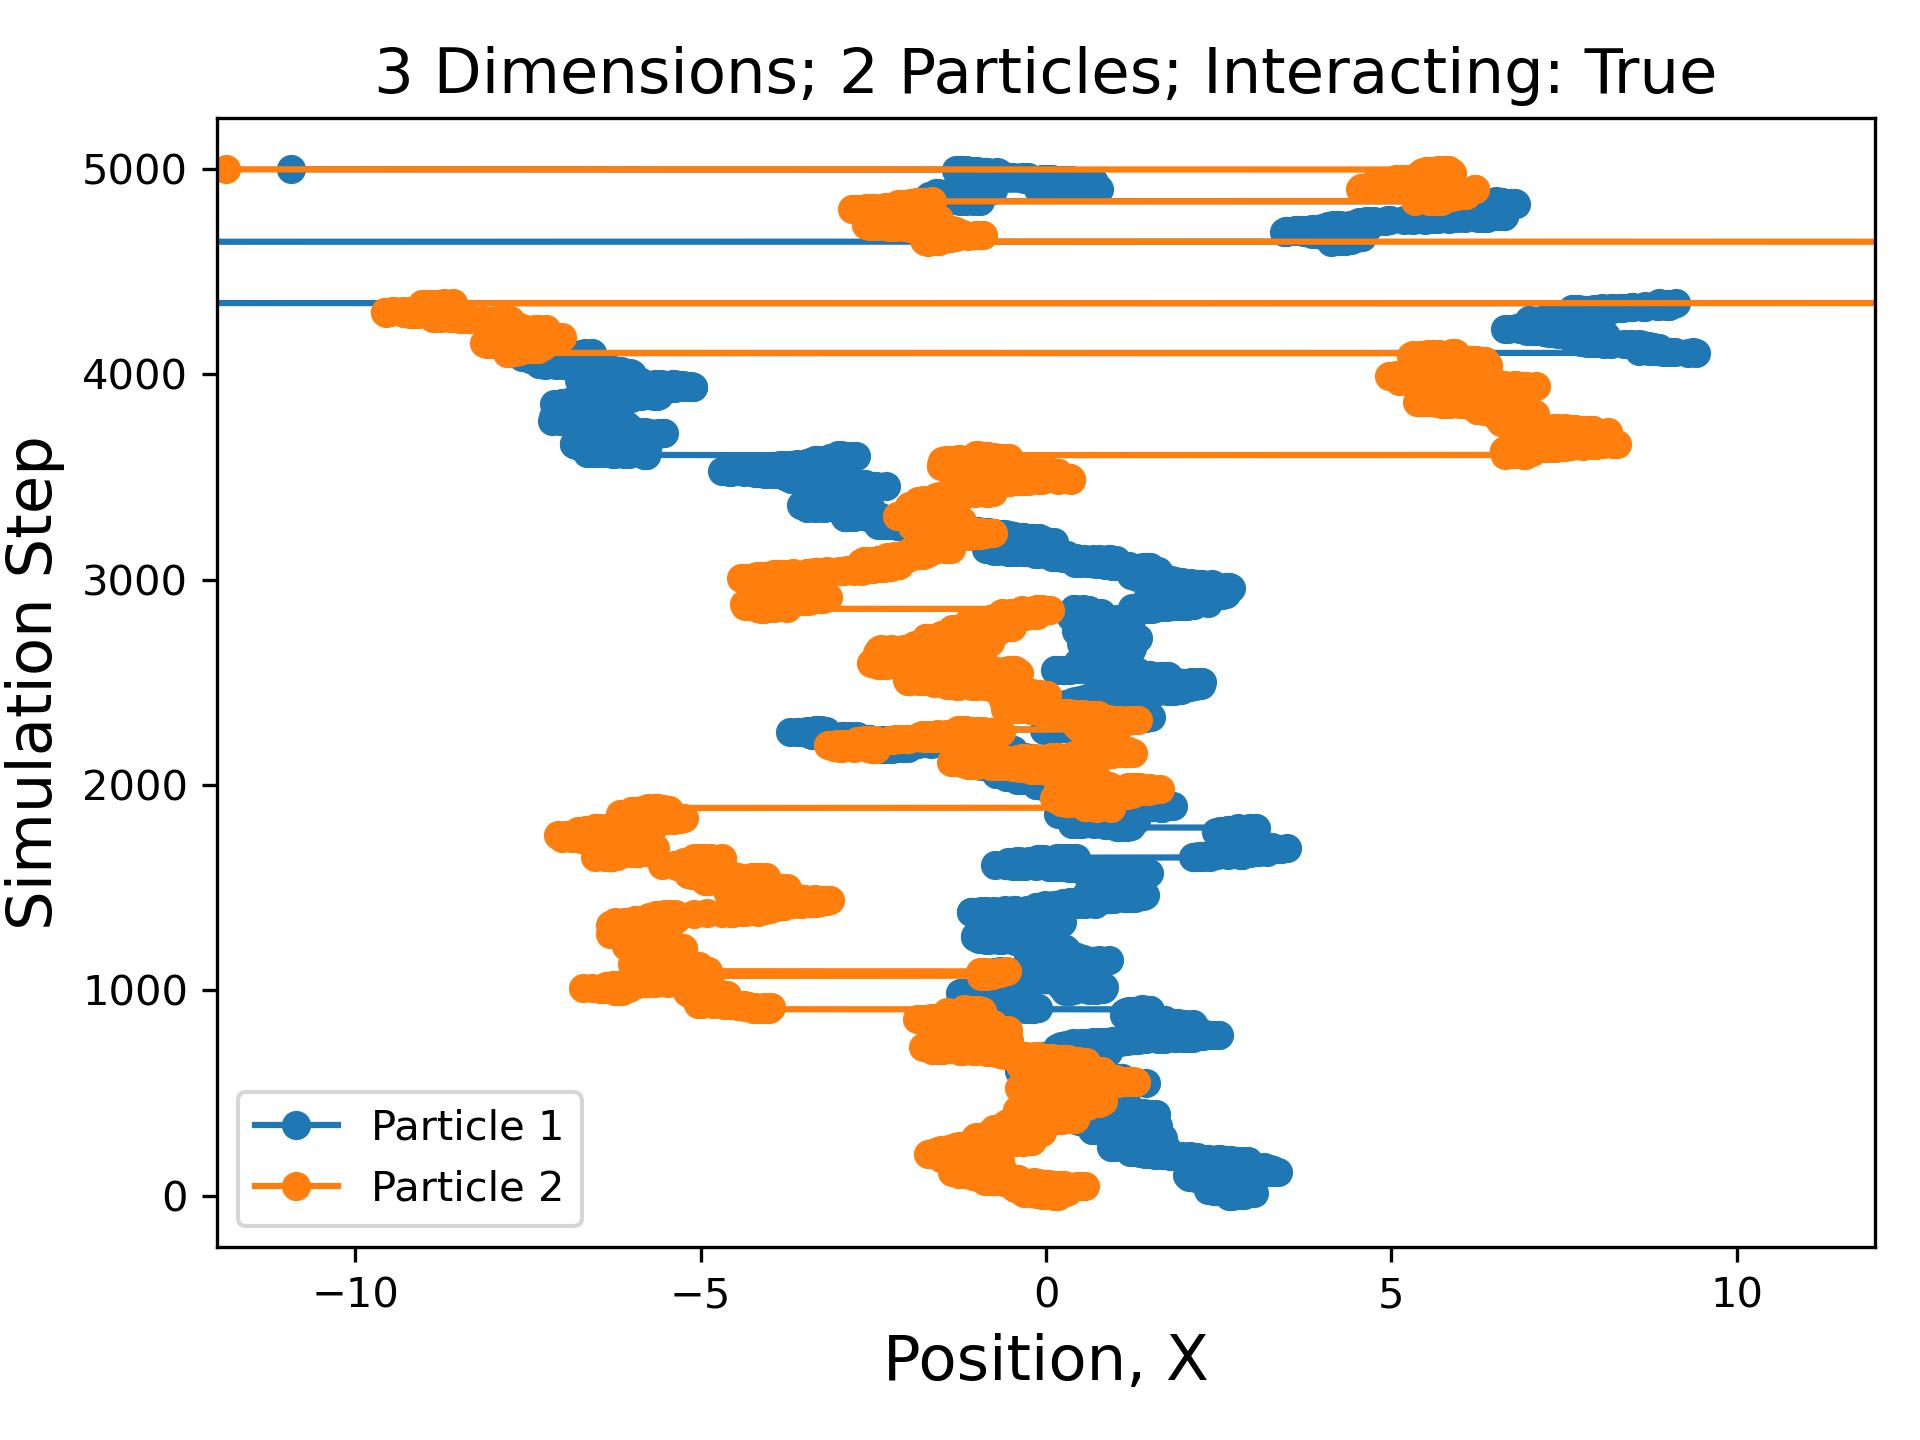 3 Dimensions; 2 Particles; Interacting: True
5000
4000
3000
2000
1000
0
Simulation Step
Particle 1
Particle 2
−10
−5
0
5
10
Position, X